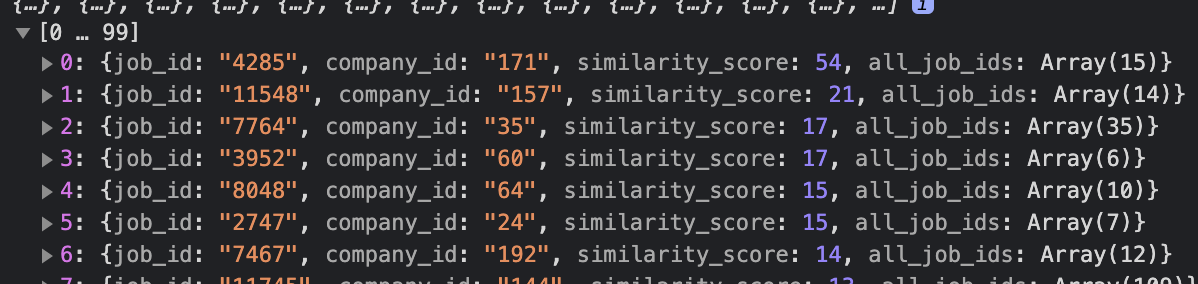 {…}, {…}, {…}, {…}, {…}, {…}, {…}, {…}, {…}, {…}, {…}, {…}, {…}, …] i
▼ [0 … 99]
▶ 0: {job_id: "4285", company_id: "171", similarity_score: 54, all_job_ids: Array(15)}
▶ 1: {job_id: "11548", company_id: "157", similarity_score: 21, all_job_ids: Array(14)}
▶ 2: {job_id: "7764", company_id: "35", similarity_score: 17, all_job_ids: Array(35)}
▶ 3: {job_id: "3952", company_id: "60", similarity_score: 17, all_job_ids: Array(6)}
▶ 4: {job_id: "8048", company_id: "64", similarity_score: 15, all_job_ids: Array(10)}
▶ 5: {job_id: "2747", company_id: "24", similarity_score: 15, all_job_ids: Array(7)}
▶ 6: {job_id: "7467", company_id: "192", similarity_score: 14, all_job_ids: Array(12)}
▶ 7: {job_id: "11745", company_id: "144", similarity_score: 13, all_job_ids: Array(109)}